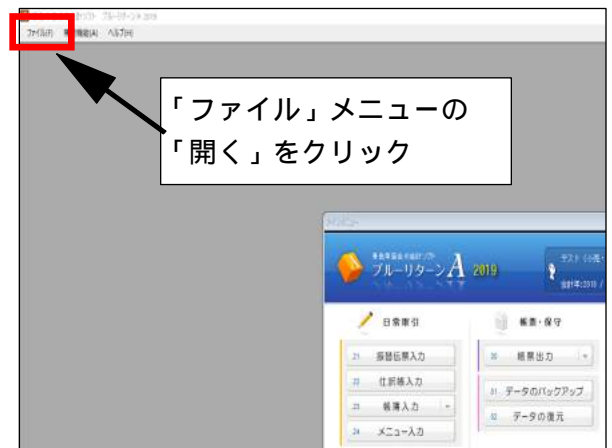 ファイル(F) ヘルプ(H)
「ファイル」メニューの
「開く」をクリック
ブルーリターンA 2019
日常取引
帳票・保守
21 振替伝票入力
22 仕訳帳入力
23 帳簿入力
24 メニュー入力
帳票出力
データのバックアップ
データの復元